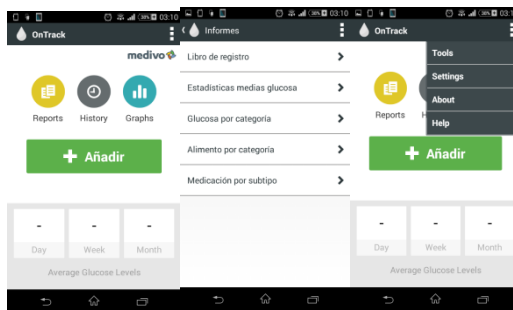 03:10
OnTrack
medivo
Reports
History
Graphs
+ Añadir
-
-
-
Day
Week
Month
Average Glucose Levels
38%
03:10
Informes
Libro de registro
Estadísticas medias glucosa
Glucosa por categoría
Alimento por categoría
Medicación por subtipo
OnTrack
Tools
Settings
About
Help
Reports
+ Añadir
-
-
-
Day
Week
Month
Average Glucose Levels